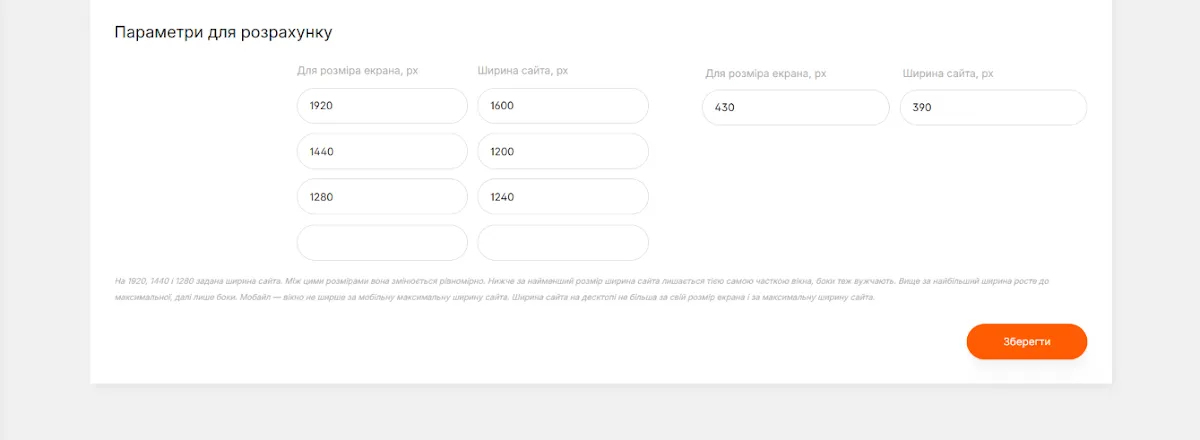 Параметри для розрахунку
Для розміра екрана, px Ширина сайта, px Для розміра екрана, px Ширина сайта, px
1920 1600 430 390
1440 1200
1280 1240
На 1920, 1440 і 1280 задана ширина сайта. Між цими розмірами вона змінюється рівномірно. Нижче за найменший розмір ширина сайта лишається тією самою часткою вікна, боки теж вужчають. Вище за найбільший ширина росте до
максимальної, далі лише боки. Мобайл — вікно не ширше за мобільну максимальну ширину сайта. Ширина сайта на десктопі не більша за свій розмір екрана і за максимальну ширину сайта.
Зберегти